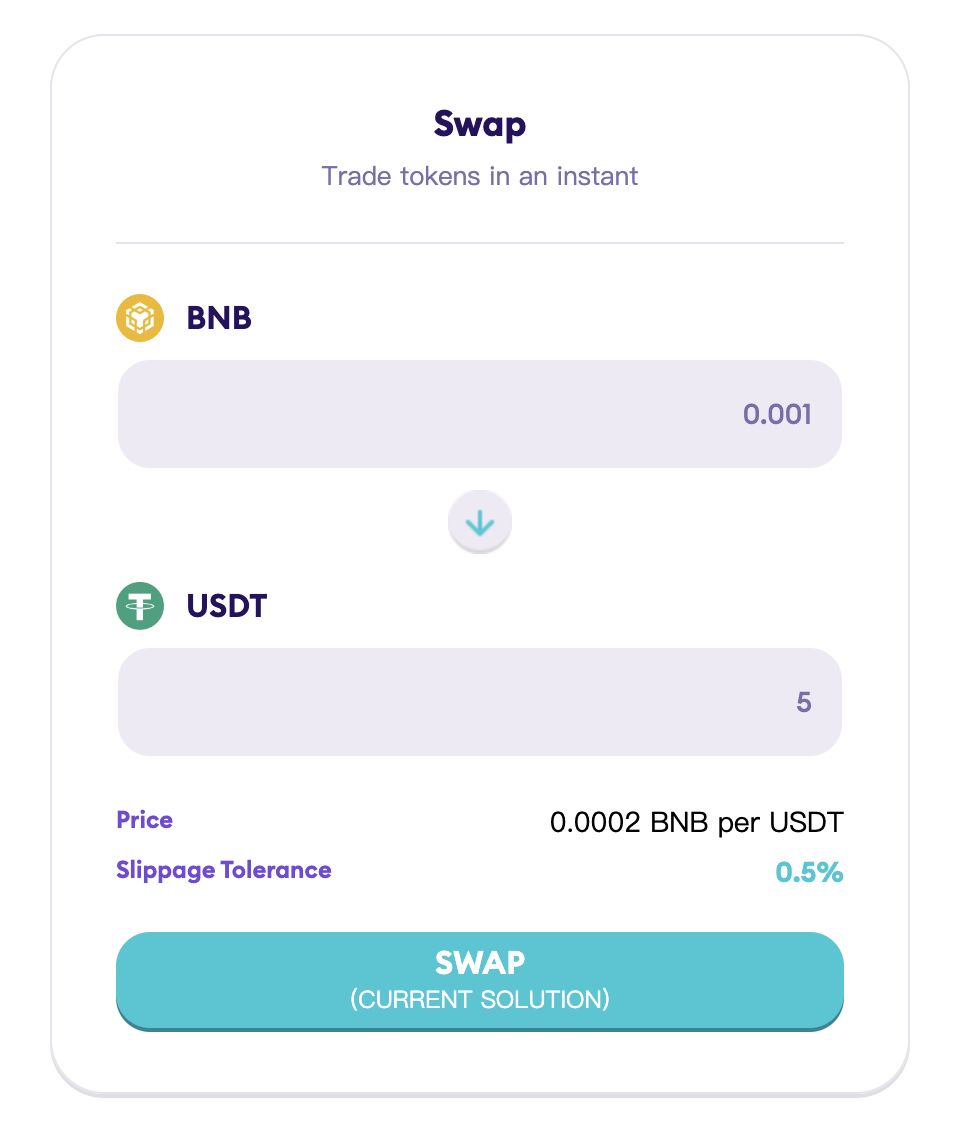 Swap
Trade tokens in an instant
BNB
0.001
USDT
5
Price 0.0002 BNB per USDT
Slippage Tolerance 0.5%
SWAP
(CURRENT SOLUTION)